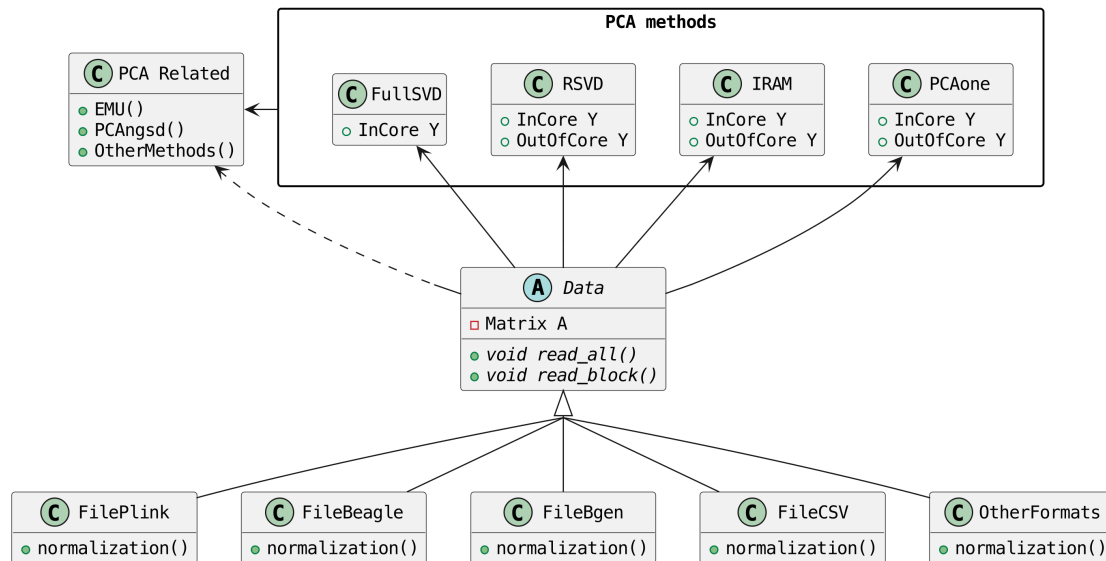 PCA methods
C PCA Related
EMU()
PCAngsd()
OtherMethods()
C FullSVD
InCore Y
C RSVD
InCore Y
OutOfCore Y
C IRAM
InCore Y
OutOfCore Y
C PCAone
InCore Y
OutOfCore Y
A Data
Matrix A
void read_all()
void read_block()
C FilePlink
normalization()
C FileBeagle
normalization()
C FileBgen
normalization()
C FileCSV
normalization()
C OtherFormats
normalization()